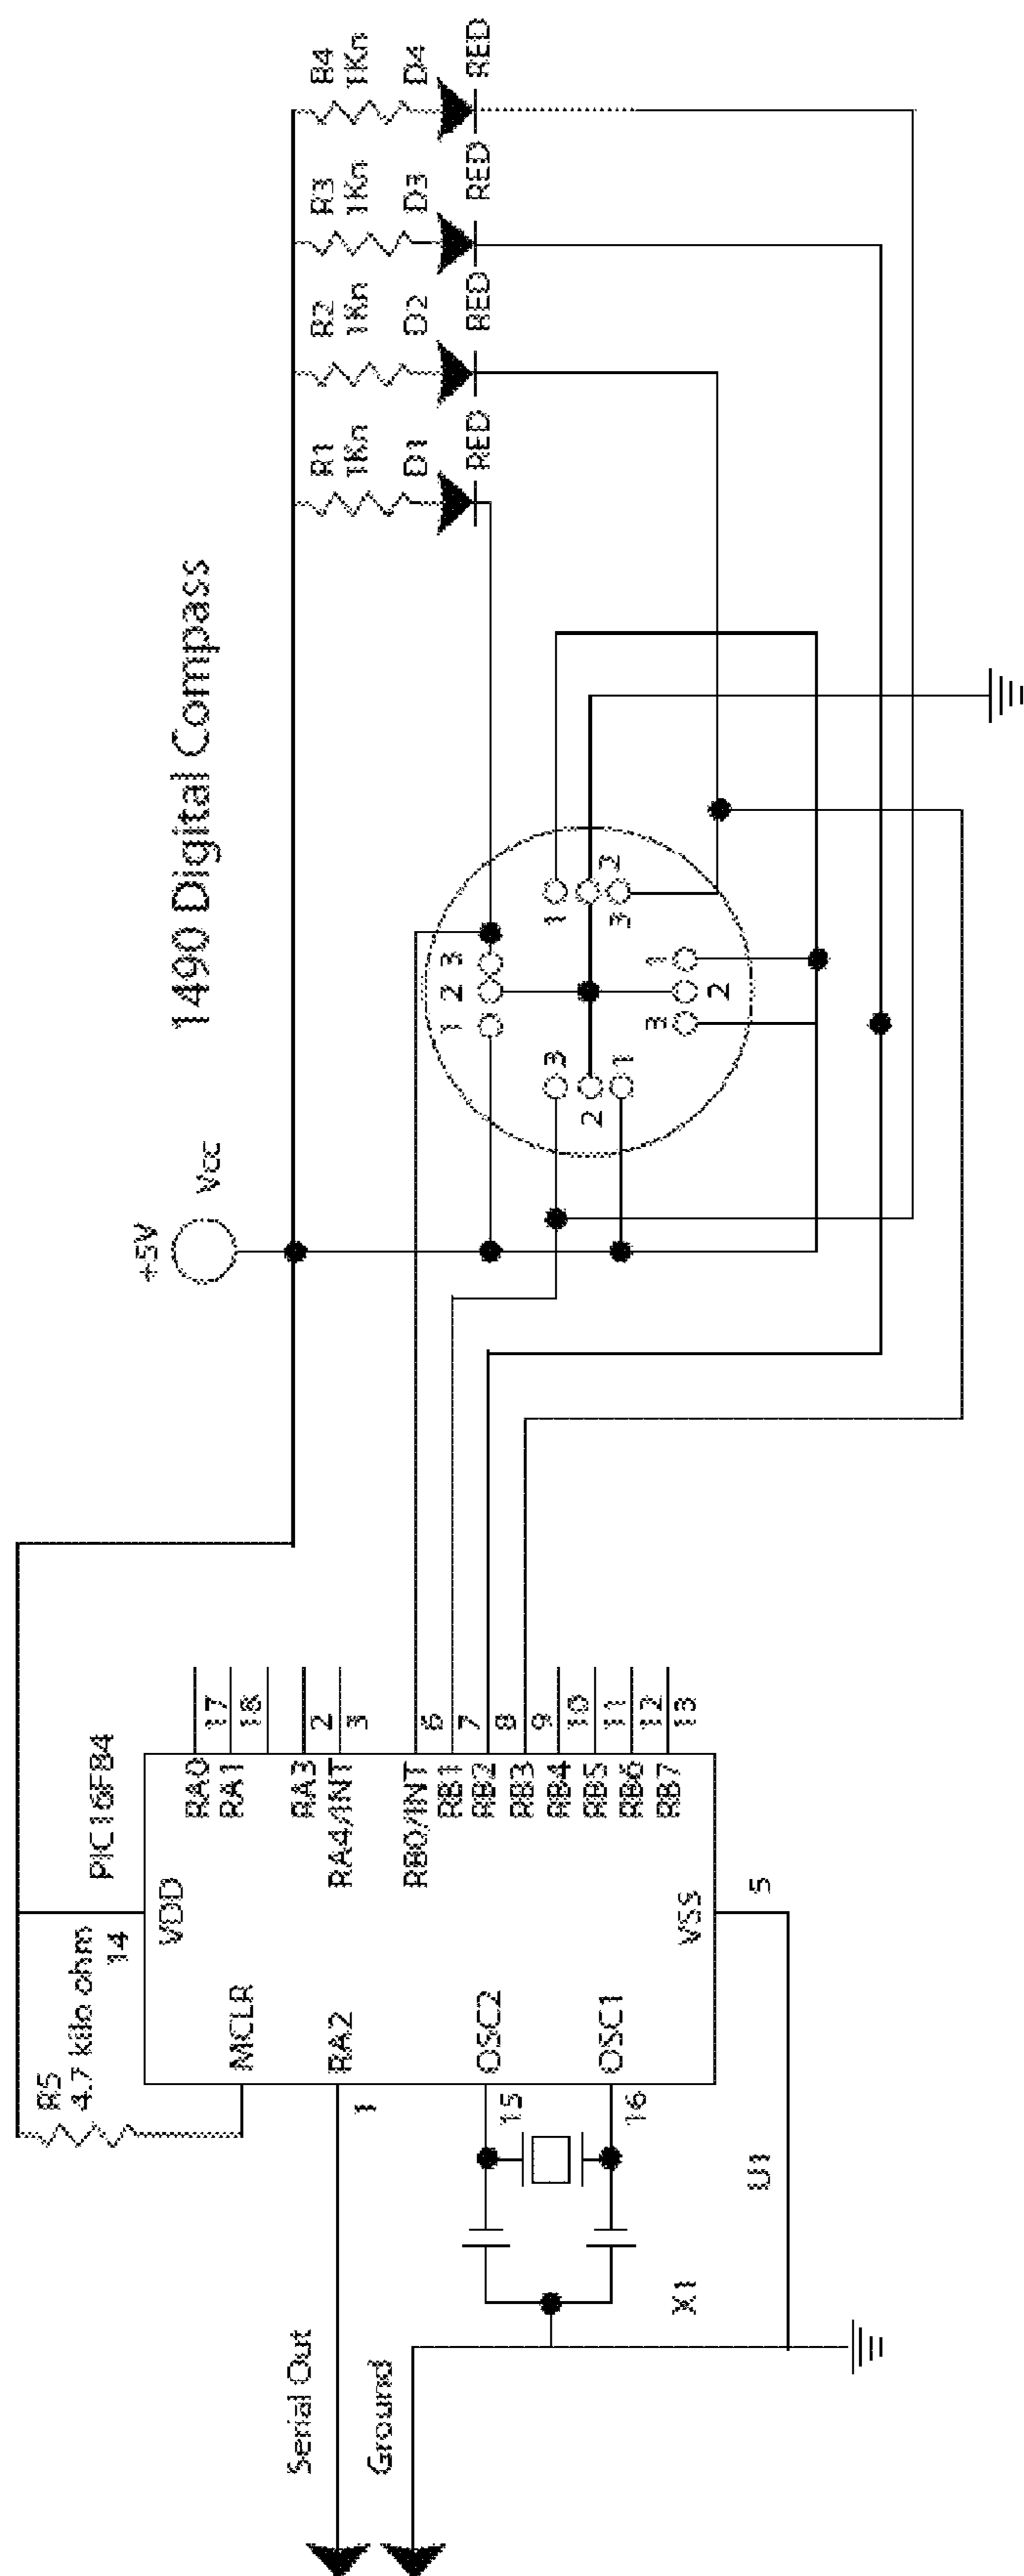 1490 Digital Compass
+5V
Vcc
R1
1Kn
D1
RED
R2
1Kn
D2
RED
R3
1Kn
D3
RED
R4
1Kn
D4
RED
1 2 3
1
2
3
3
2
1
3 2 1
PIC16F84
R5
4.7 kilo ohm
14
VDD
MCLR
RA2
1
OSC2
15
OSC1
16
VSS
5
RA0
17
RA1
18
RA3
2
RA4/INT
3
RB0/INT
6
RB1
7
RB2
8
RB3
9
RB4
10
RB5
11
RB6
12
RB7
13
U1
X1
Serial Out
Ground